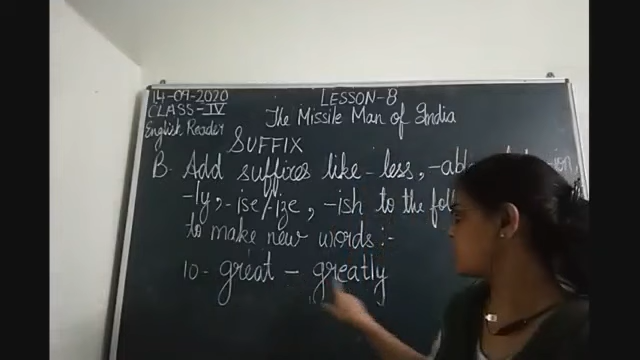 14-09-2020
CLASS-IV
English Reader
LESSON-8
The Missile Man of India
SUFFIX
B. Add suffixes like -less, -able,
-ly, -ise/-ize, -ish to the
to make new words:-
10- great - greatly